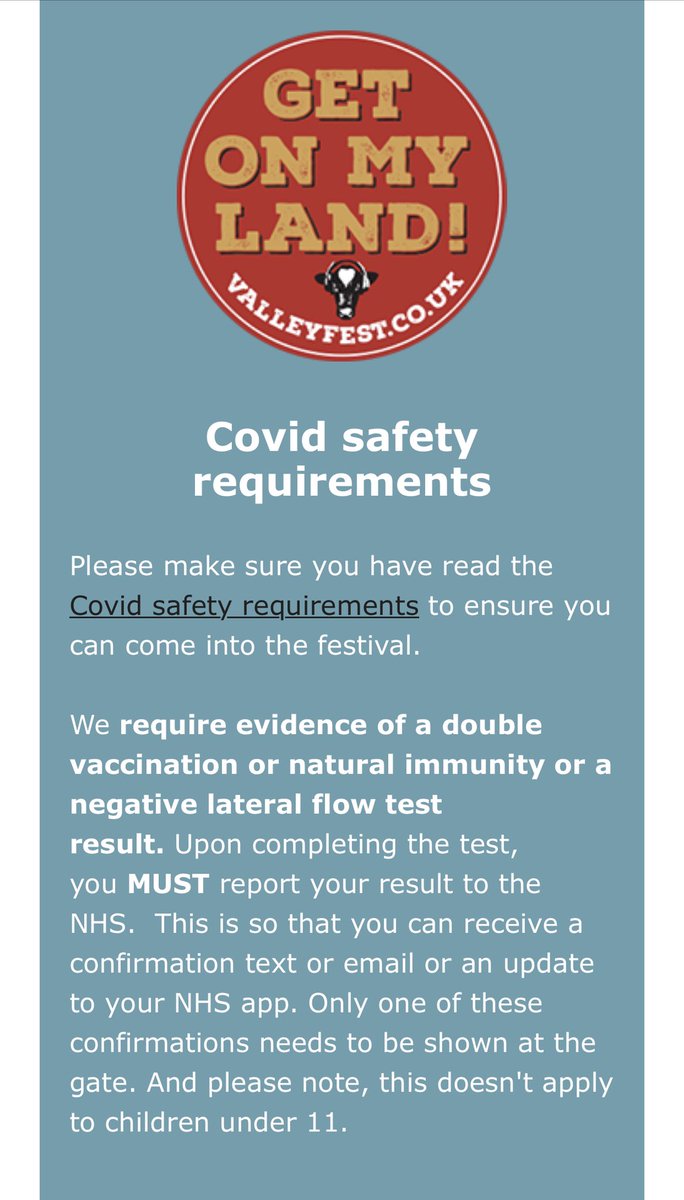 GET
ON MY
LAND!
VALLEYFEST.CO.UK
Covid safety
requirements
Please make sure you have read the
Covid safety requirements to ensure you
can come into the festival.
We require evidence of a double
vaccination or natural immunity or a
negative lateral flow test
result. Upon completing the test,
you MUST report your result to the
NHS.  This is so that you can receive a
confirmation text or email or an update
to your NHS app. Only one of these
confirmations needs to be shown at the
gate. And please note, this doesn't apply
to children under 11.